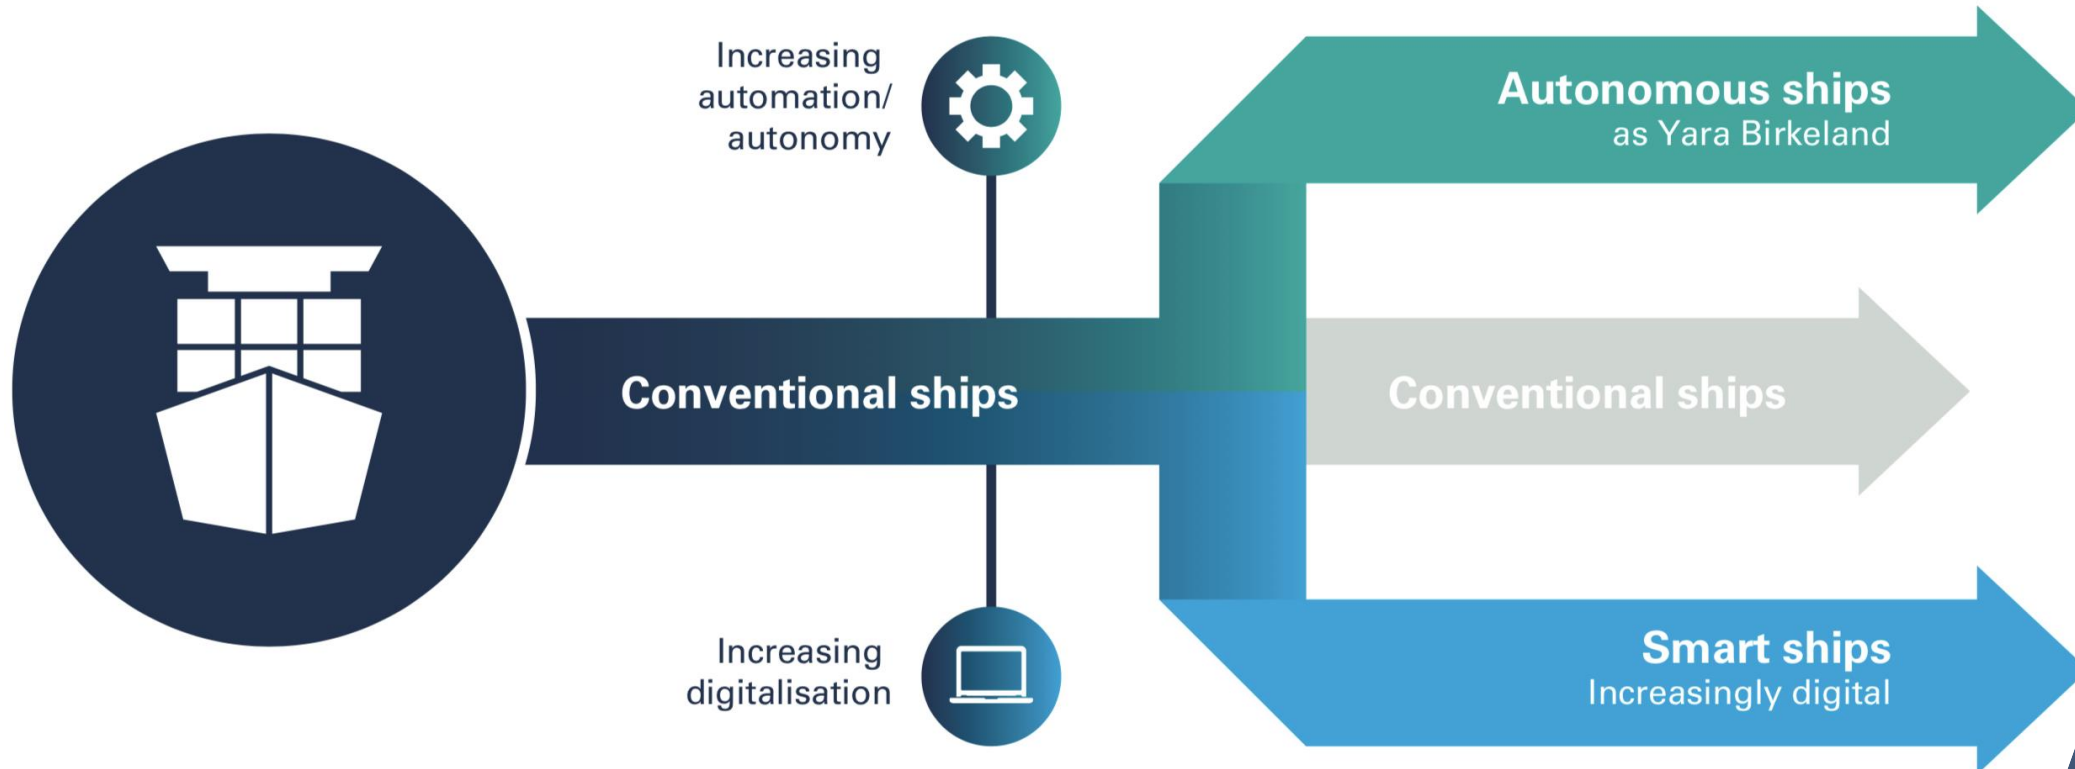 Increasing
automation/
autonomy
Autonomous ships
as Yara Birkeland
Conventional ships
Conventional ships
Increasing
digitalisation
Smart ships
Increasingly digital